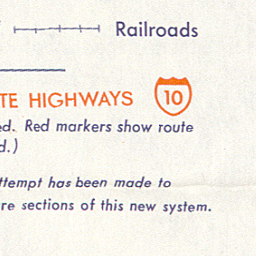 Railroads
TE HIGHWAYS 10
ed. Red markers show route
d.)
ttempt has been made to
re sections of this new system.